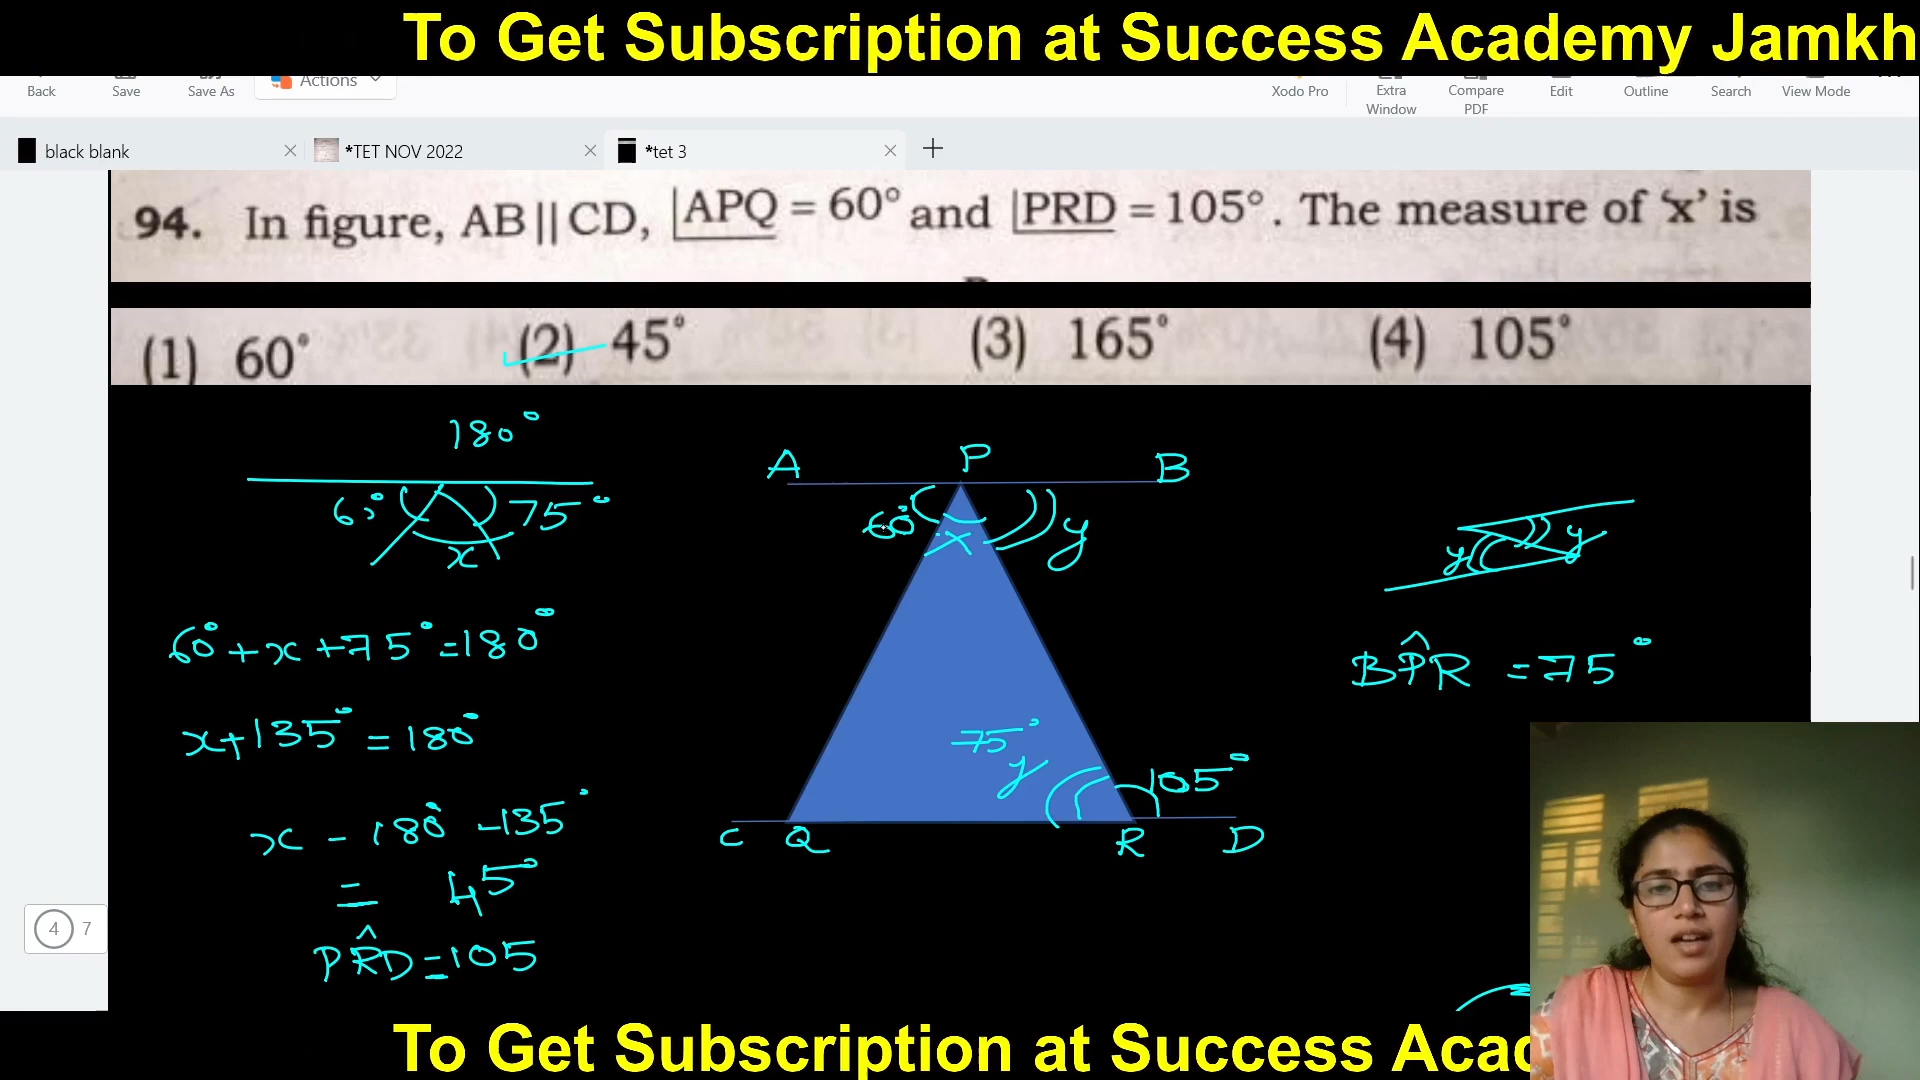 To Get Subscription at Success Academy Jamkh
Back Save Save As Actions Xodo Pro Extra Window Compare PDF Edit Outline Search View Mode
black blank *TET NOV 2022 *tet 3
94. In figure, AB || CD, ∠APQ = 60° and ∠PRD = 105°. The measure of 'x' is
(1) 60° (2) 45° (3) 165° (4) 105°
180°
60° 75°
x
60° + x + 75° = 180°
x + 135° = 180°
x - 180° - 135°
= 45°
PR̂D = 105
A P B
60° x y
75°
y 105°
C Q R D
y y
BP̂R = 75°
4 7
To Get Subscription at Success Acad